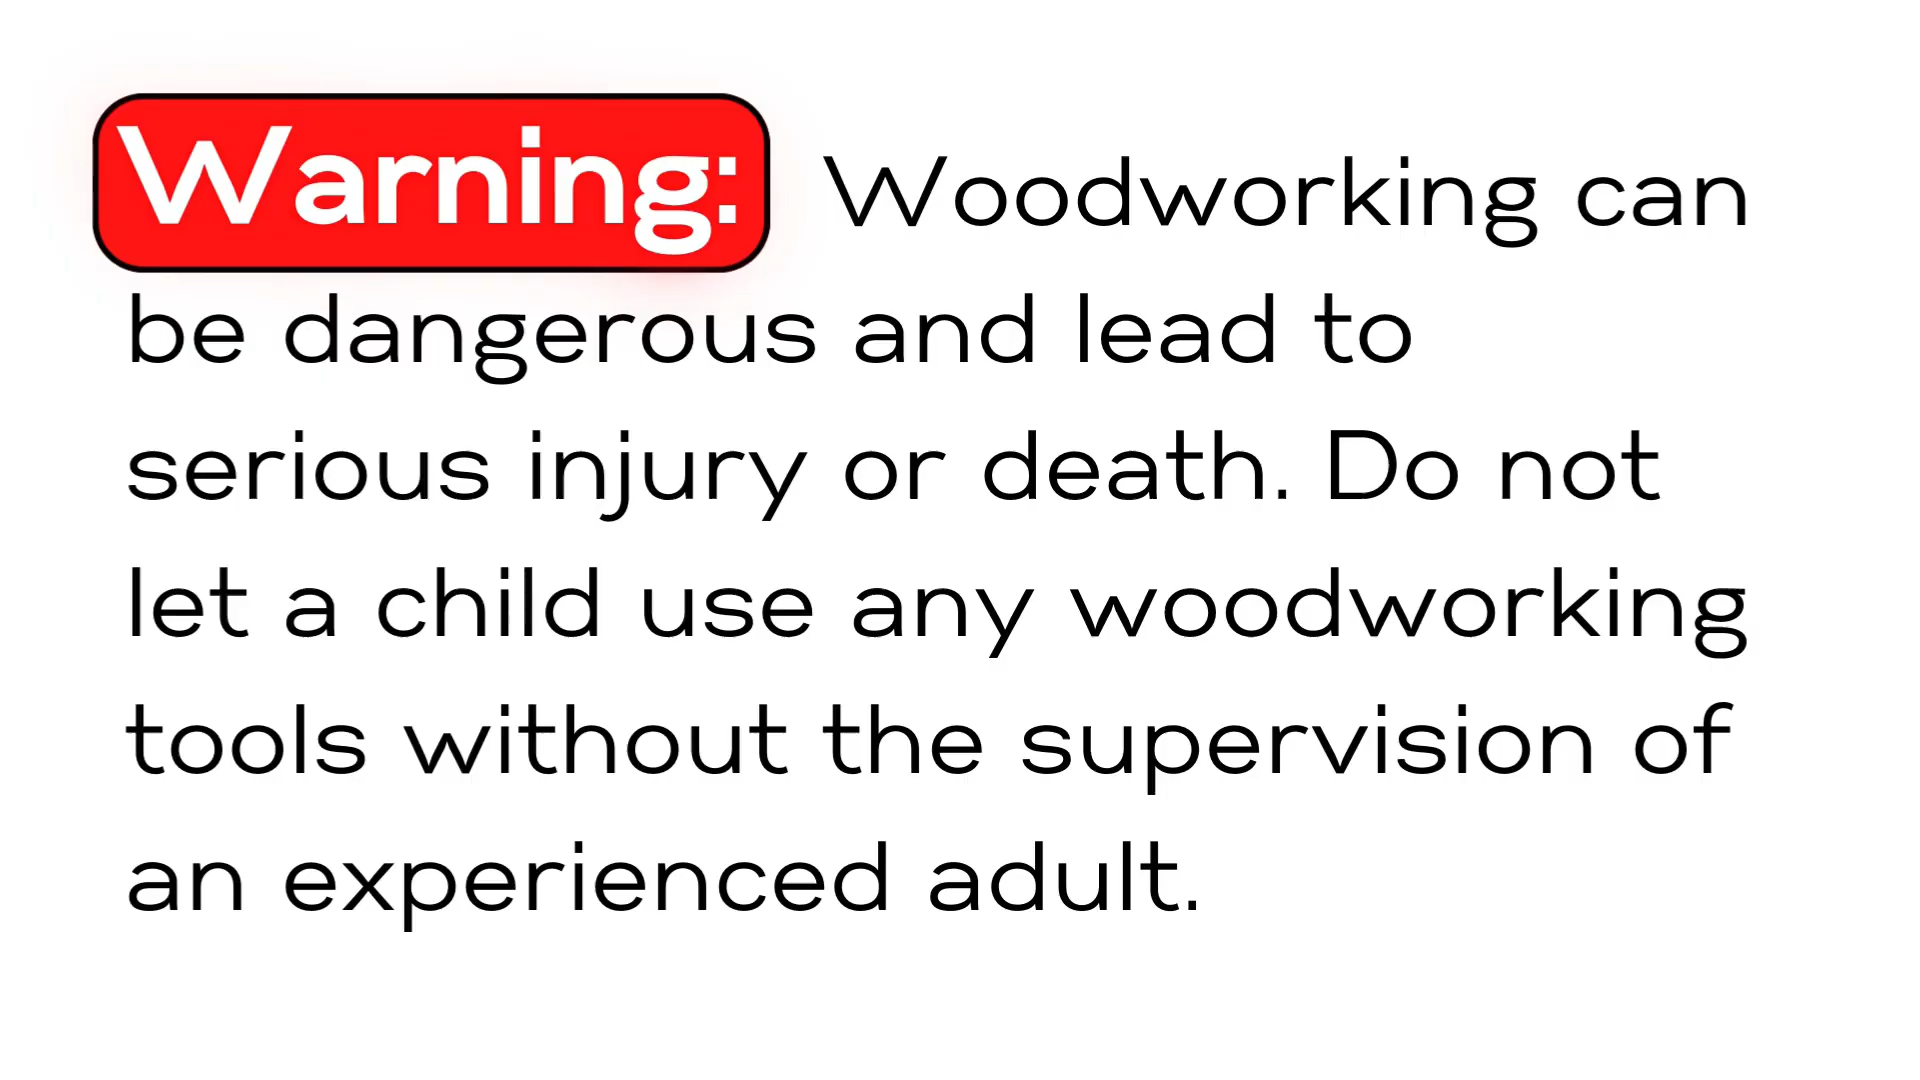 Warning: Woodworking can
be dangerous and lead to
serious injury or death. Do not
let a child use any woodworking
tools without the supervision of
an experienced adult.